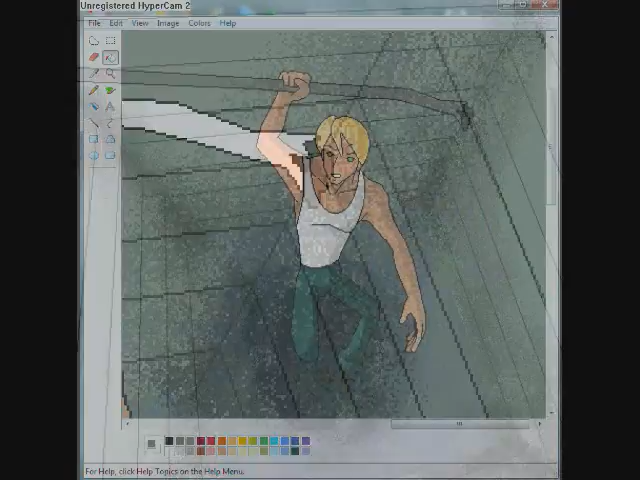 Unregistered HyperCam 2
File Edit View Image Colors Help
For Help, click Help Topics on the Help Menu.